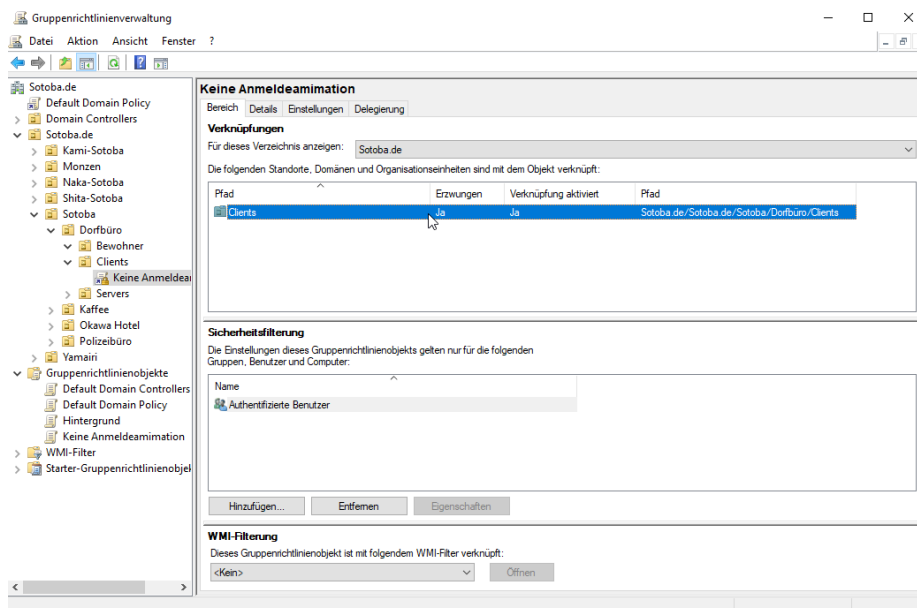 Gruppenrichtlinienverwaltung
Datei Aktion Ansicht Fenster ?
Sotoba.de
Default Domain Policy
Domain Controllers
Sotoba.de
Kami-Sotoba
Monzen
Naka-Sotoba
Shita-Sotoba
Sotoba
Dorfbüro
Bewohner
Clients
Keine Anmeldear
Servers
Kaffee
Okawa Hotel
Polizeibüro
Yamairi
Gruppenrichtlinienobjekte
Default Domain Controllers
Default Domain Policy
Hintergrund
Keine Anmeldeamimation
WMI-Filter
Starter-Gruppenrichtlinienobjek
Keine Anmeldeamimation
Bereich Details Einstellungen Delegierung
Verknüpfungen
Für dieses Verzeichnis anzeigen: Sotoba.de
Die folgenden Standorte, Domänen und Organisationseinheiten sind mit dem Objekt verknüpft:
Pfad Erzwungen Verknüpfung aktiviert Pfad
Clients Ja Ja Sotoba.de/Sotoba.de/Sotoba/Dorfbüro/Clients
Sicherheitsfilterung
Die Einstellungen dieses Gruppenrichtlinienobjekts gelten nur für die folgenden
Gruppen, Benutzer und Computer:
Name
Authentifizierte Benutzer
Hinzufügen... Entfernen Eigenschaften
WMI-Filterung
Dieses Gruppenrichtlinienobjekt ist mit folgendem WMI-Filter verknüpft:
<Kein> Öffnen